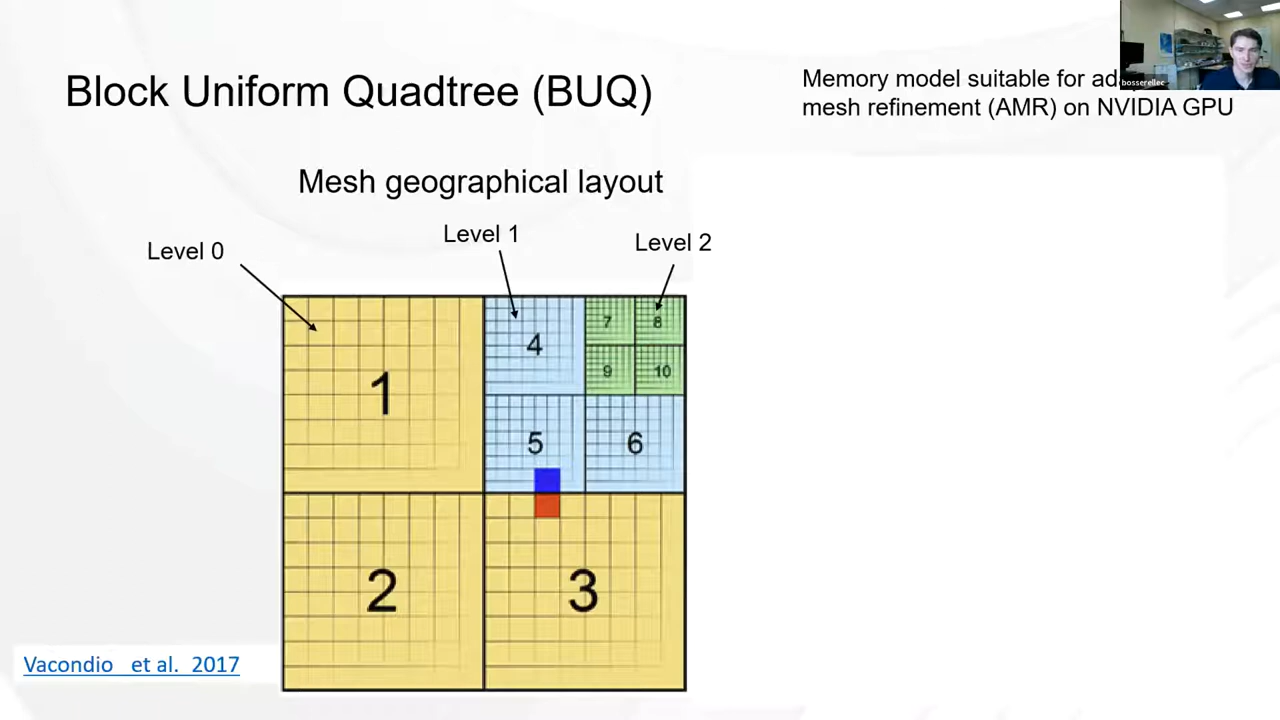 Block Uniform Quadtree (BUQ)
Memory model suitable for
mesh refinement (AMR) on NVIDIA GPU
bosserellec
Mesh geographical layout
Level 0
Level 1
Level 2
1
4
7
8
9
10
5
6
2
3
Vacondio et al. 2017